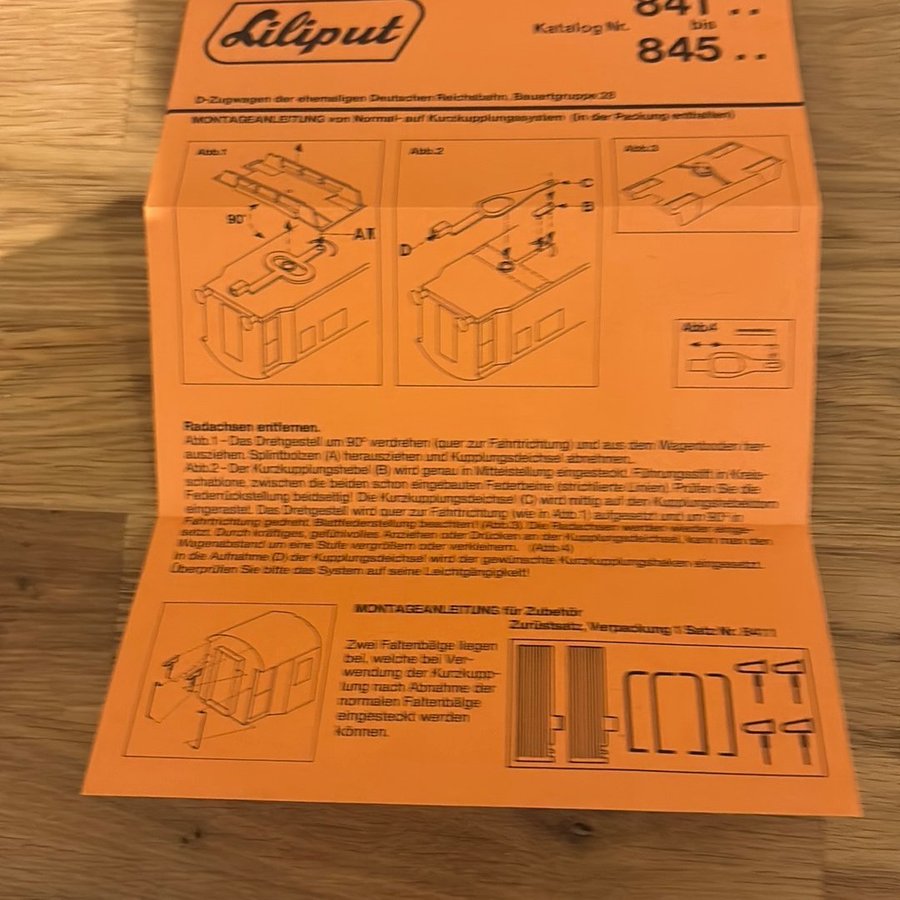 Liliput
Katalog Nr. 841 ..
bis
845 ..
D-Zugwagen der ehemaligen Deutschen Reichsbahn, Bauartgruppe 28
MONTAGEANLEITUNG von Normal- auf Kurzkupplungssystem (in der Packung enthalten)
Abb.1
4
90°
A
Abb.2
C
B
D
Abb.3
Abb.4
Radachsen entfernen.
Abb.1 – Das Drehgestell um 90° verdrehen (quer zur Fahrtrichtung) und aus dem Wagenboden her-
ausziehen. Splintbolzen (A) herausziehen und Kupplungsdeichsel abnehmen.
Abb.2 – Der Kurzkupplungshebel (B) wird genau in Mittelstellung eingesteckt. Führungsstift in Kreis-
schablone, zwischen die beiden schon eingebauten Federbeine (strichlierte Linien). Prüfen Sie die
Federrückstellung beidseitig! Die Kurzkupplungsdeichsel (C) wird mittig auf den Kupplungsdeichseldorn
eingerastet. Das Drehgestell wird quer zur Fahrtrichtung (wie in Abb.1) aufgesetzt und um 90° in
Fahrtrichtung gedreht. Blattfederstellung beachten! (Abb.3) Die Radachsen werden wieder einge-
setzt. Durch kräftiges, gefühlvolles Anziehen oder Drücken an der Kupplungsdeichsel, kann man den
Wagenabstand um eine Stufe vergrößern oder verkleinern. (Abb.4)
In die Aufnahme (D) der Kupplungsdeichsel wird der gewünschte Kurzkupplungshaken eingesetzt.
Überprüfen Sie bitte das System auf seine Leichtgängigkeit!
MONTAGEANLEITUNG für Zubehör
Zurüstsatz, Verpackung 1 Satz Nr. 8411
Zwei Faltenbälge liegen
bei, welche bei Ver-
wendung der Kurzkupp-
lung nach Abnahme der
normalen Faltenbälge
eingesteckt werden
können.